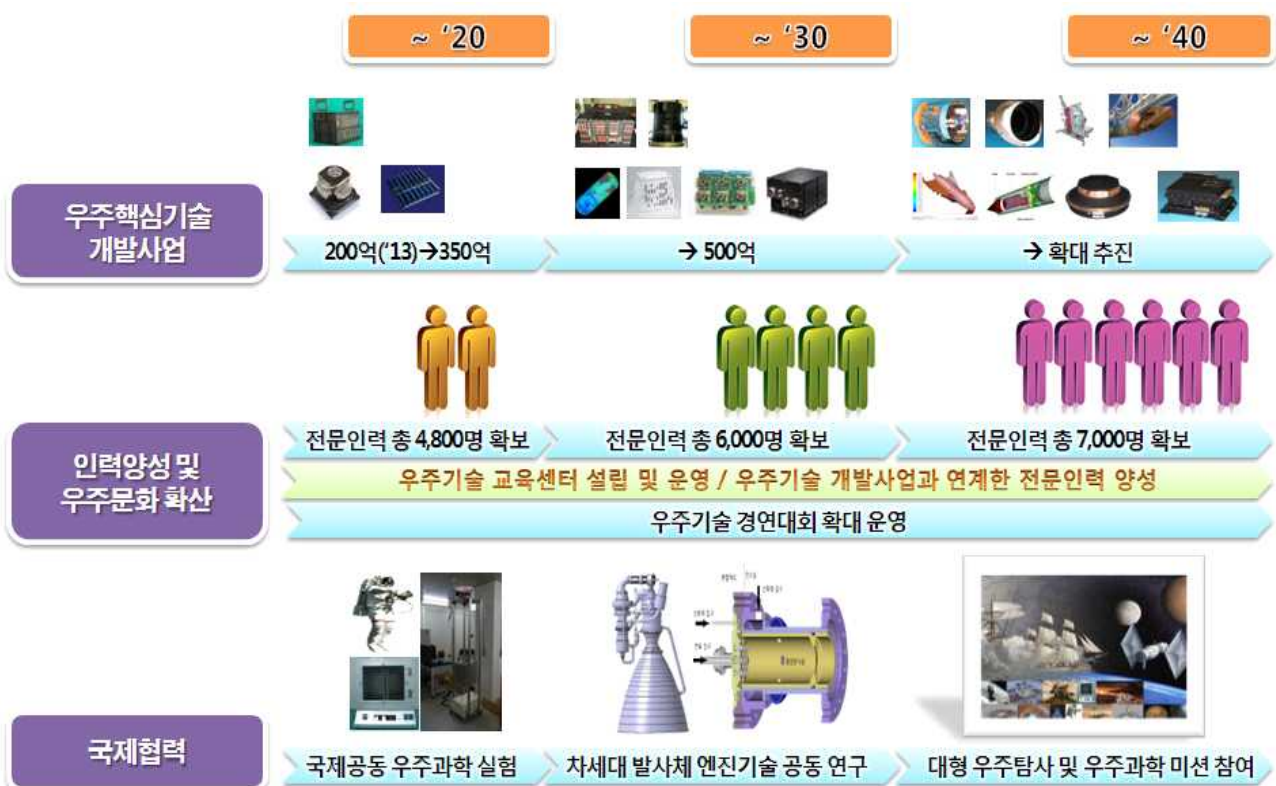 ~ ‘20
~ ‘30
~ ‘40
우주핵심기술
개발사업
200억(‘13)→350억
→ 500억
→ 확대 추진
인력양성 및
우주문화 확산
전문인력 총 4,800명 확보
전문인력 총 6,000명 확보
전문인력 총 7,000명 확보
우주기술 교육센터 설립 및 운영 / 우주기술 개발사업과 연계한 전문인력 양성
우주기술 경연대회 확대 운영
국제협력
국제공동 우주과학 실험
차세대 발사체 엔진기술 공동 연구
대형 우주탐사 및 우주과학 미션 참여